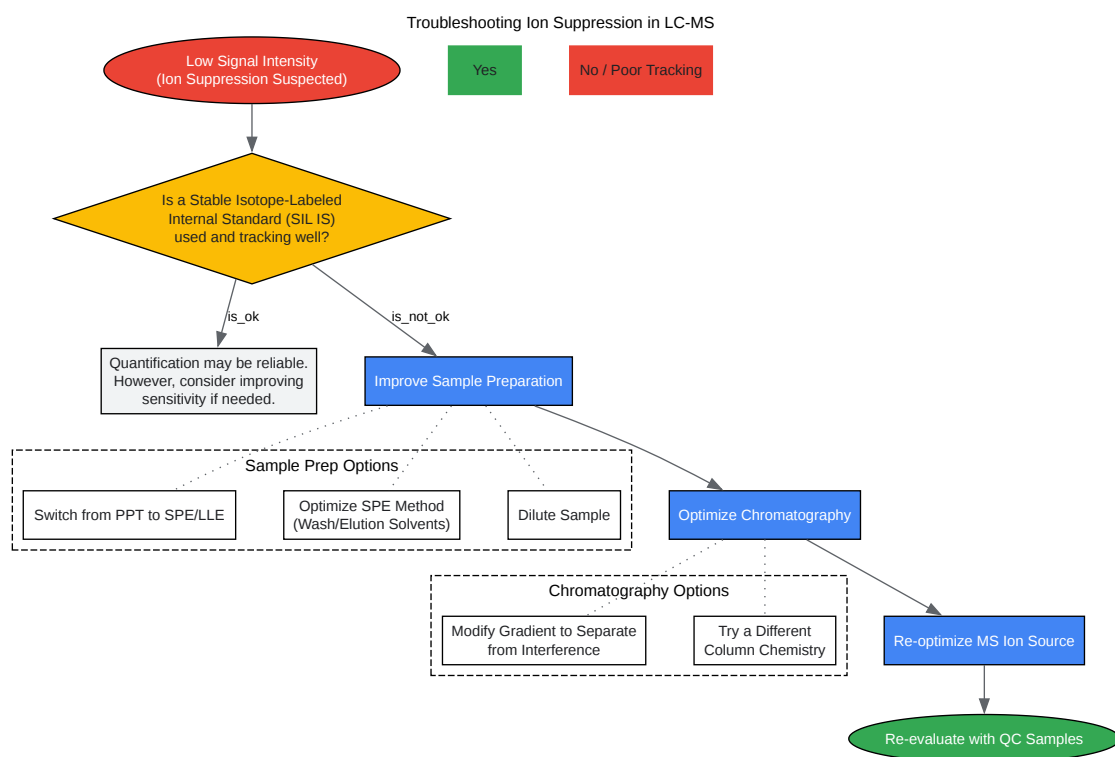 Troubleshooting Ion Suppression in LC-MS
Low Signal Intensity
(Ion Suppression Suspected)
Yes
No / Poor Tracking
Is a Stable Isotope-Labeled
Internal Standard (SIL IS)
used and tracking well?
is_ok
is_not_ok
Quantification may be reliable.
However, consider improving
sensitivity if needed.
Improve Sample Preparation
Sample Prep Options
Switch from PPT to SPE/LLE
Optimize SPE Method
(Wash/Elution Solvents)
Dilute Sample
Optimize Chromatography
Chromatography Options
Modify Gradient to Separate
from Interference
Try a Different
Column Chemistry
Re-optimize MS Ion Source
Re-evaluate with QC Samples